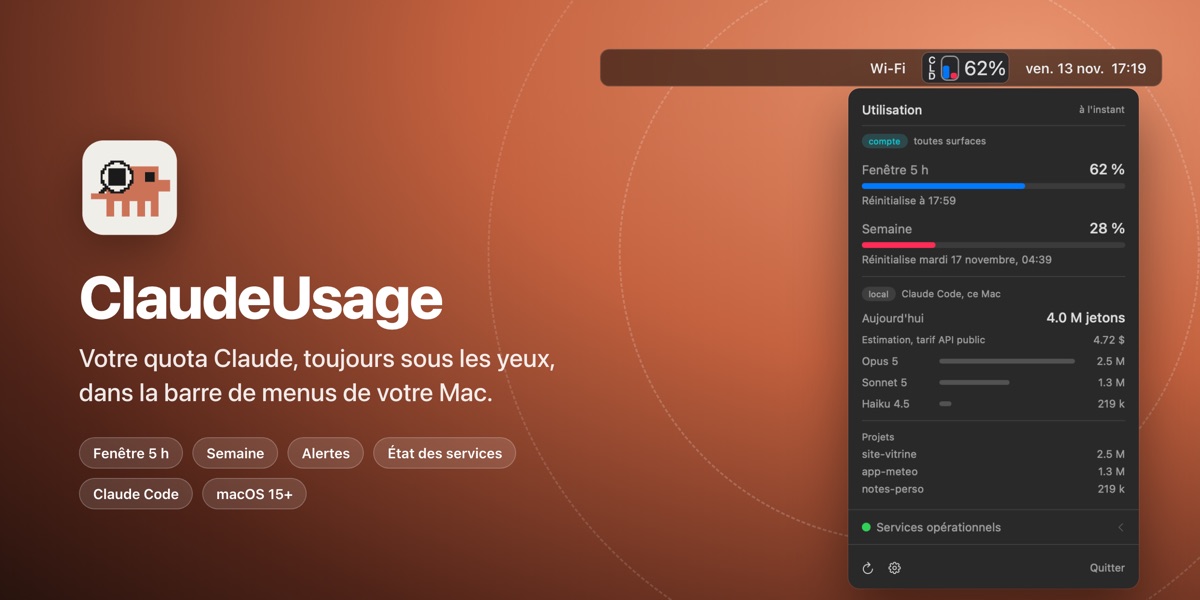 Wi-Fi
CLD
62%
ven. 13 nov. 17:19
ClaudeUsage
Votre quota Claude, toujours sous les yeux,
dans la barre de menus de votre Mac.
Fenêtre 5 h
Semaine
Alertes
État des services
Claude Code
macOS 15+
Utilisation
à l'instant
compte toutes surfaces
Fenêtre 5 h 62 %
Réinitialise à 17:59
Semaine 28 %
Réinitialise mardi 17 novembre, 04:39
local Claude Code, ce Mac
Aujourd'hui 4.0 M jetons
Estimation, tarif API public 4.72 $
Opus 5 2.5 M
Sonnet 5 1.3 M
Haiku 4.5 219 k
Projets
site-vitrine 2.5 M
app-meteo 1.3 M
notes-perso 219 k
Services opérationnels
Quitter